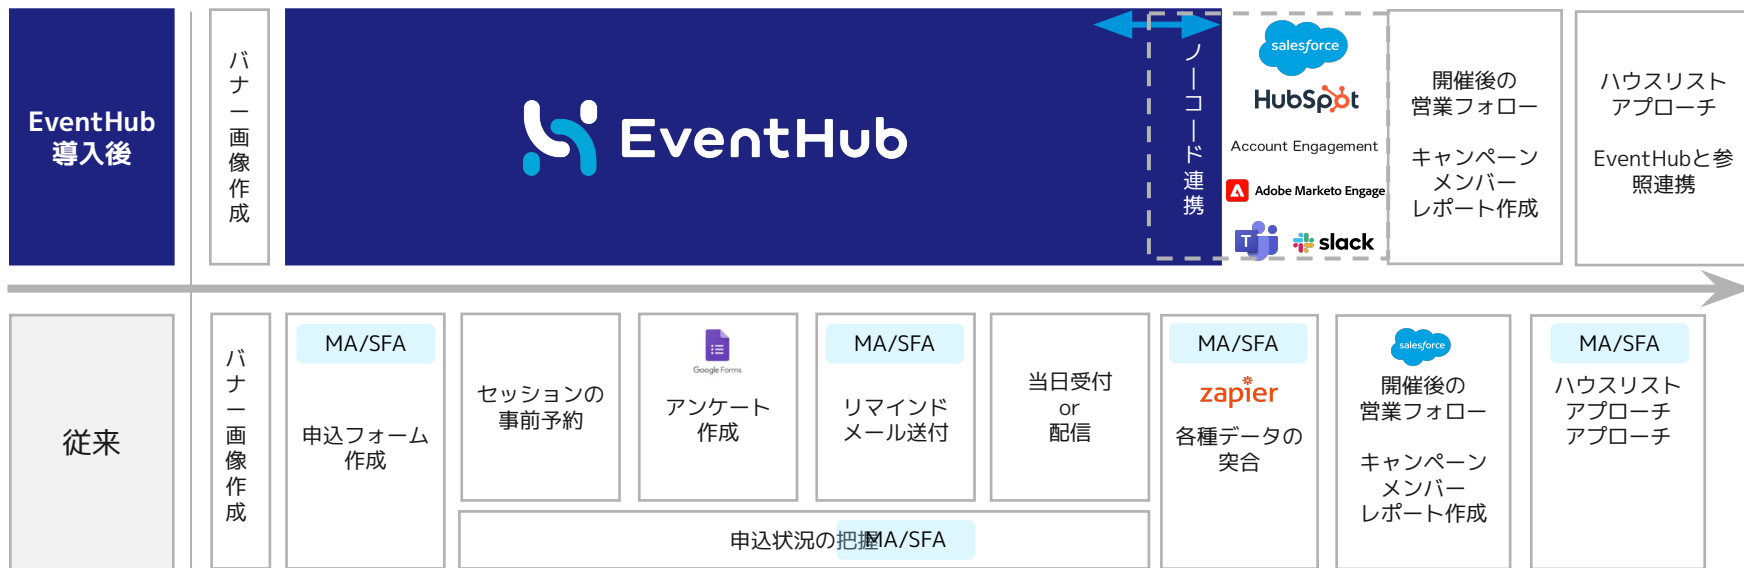 EventHub
導入後
バナー画像作成
EventHub
ノーコード連携
salesforce
HubSpot
Account Engagement
Adobe Marketo Engage
T
slack
開催後の
営業フォロー
キャンペーン
メンバー
レポート作成
ハウスリスト
アプローチ
EventHubと参
照連携
従来
バナー画像作成
MA/SFA
申込フォーム
作成
セッションの
事前予約
Google Forms
アンケート
作成
MA/SFA
リマインド
メール送付
当日受付
or
配信
申込状況の把握
MA/SFA
MA/SFA
zapier
各種データの
突合
salesforce
開催後の
営業フォロー
キャンペーン
メンバー
レポート作成
MA/SFA
ハウスリスト
アプローチ
アプローチ